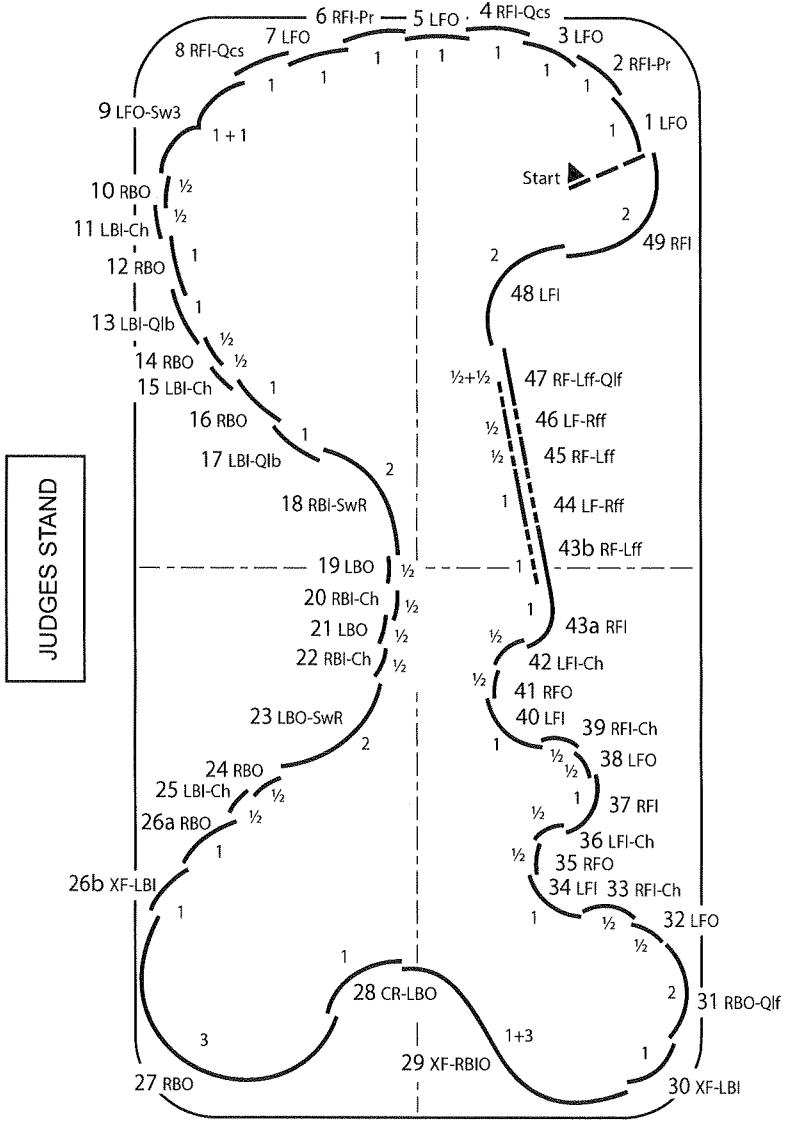 Start
1 LFO
1
2 RFI-Pr
1
3 LFO
1
4 RFI-Qcs
1
5 LFO
1
6 RFI-Pr
1
7 LFO
1
8 RFI-Qcs
1
9 LFO-Sw3
1 + 1
10 RBO
½
11 LBI-Ch
½
12 RBO
1
13 LBI-Qlb
1
14 RBO
½
15 LBI-Ch
½
16 RBO
1
17 LBI-Qlb
1
18 RBI-SwR
2
19 LBO
½
20 RBI-Ch
½
21 LBO
½
22 RBI-Ch
½
23 LBO-SwR
2
24 RBO
½
25 LBI-Ch
½
26a RBO
1
26b XF-LBI
1
27 RBO
3
28 CR-LBO
1
29 XF-RBIO
1+3
30 XF-LBI
1
31 RBO-Qlf
2
32 LFO
½
33 RFI-Ch
½
34 LFI
1
35 RFO
½
36 LFI-Ch
½
37 RFI
1
38 LFO
½
39 RFI-Ch
½
40 LFI
1
41 RFO
½
42 LFI-Ch
½
43a RFI
1
43b RF-Lff
1
44 LF-Rff
1
45 RF-Lff
½
46 LF-Rff
½
47 RF-Lff-Qlf
½+½
48 LFI
2
49 RFI
2
JUDGES STAND